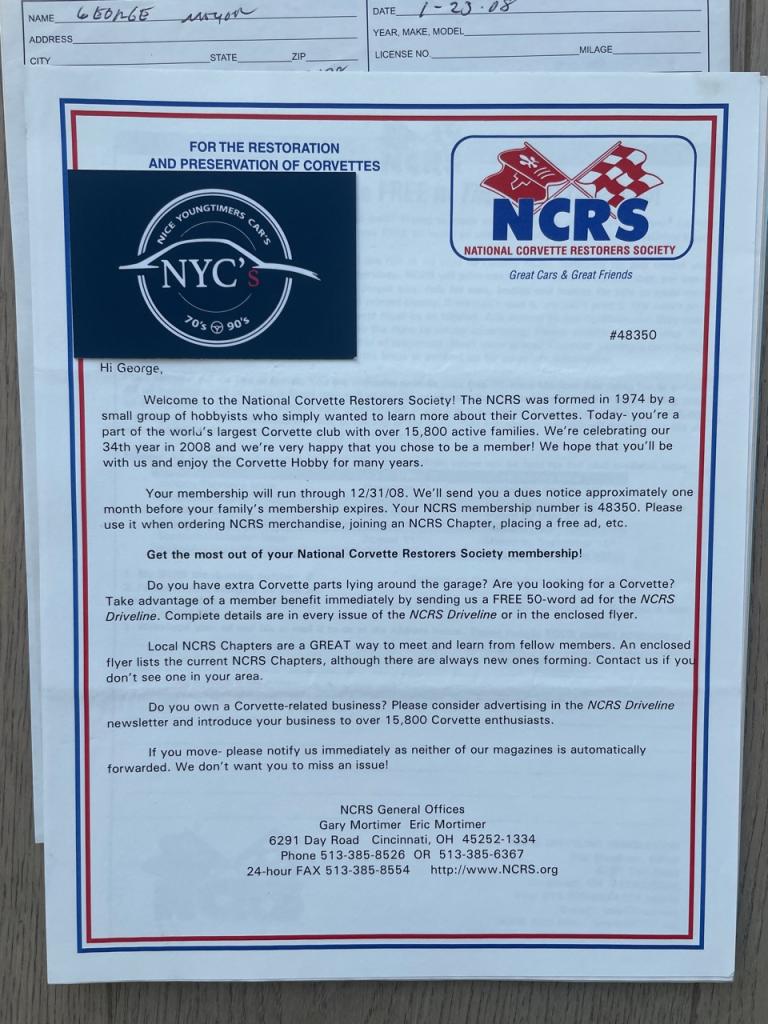 NAME GEORGE
DATE 1-23-08
ADDRESS
YEAR, MAKE, MODEL
CITY STATE ZIP
LICENSE NO. MILAGE
FOR THE RESTORATION
AND PRESERVATION OF CORVETTES
NCRS
NATIONAL CORVETTE RESTORERS SOCIETY
Great Cars & Great Friends
NICE YOUNGTIMERS CAR'S
NYC's
70's 90's
#48350
Hi George,
Welcome to the National Corvette Restorers Society! The NCRS was formed in 1974 by a
small group of hobbyists who simply wanted to learn more about their Corvettes. Today- you're a
part of the world's largest Corvette club with over 15,800 active families. We're celebrating our
34th year in 2008 and we're very happy that you chose to be a member! We hope that you'll be
with us and enjoy the Corvette Hobby for many years.
Your membership will run through 12/31/08. We'll send you a dues notice approximately one
month before your family's membership expires. Your NCRS membership number is 48350. Please
use it when ordering NCRS merchandise, joining an NCRS Chapter, placing a free ad, etc.
Get the most out of your National Corvette Restorers Society membership!
Do you have extra Corvette parts lying around the garage? Are you looking for a Corvette?
Take advantage of a member benefit immediately by sending us a FREE 50-word ad for the NCRS
Driveline. Complete details are in every issue of the NCRS Driveline or in the enclosed flyer.
Local NCRS Chapters are a GREAT way to meet and learn from fellow members. An enclosed
flyer lists the current NCRS Chapters, although there are always new ones forming. Contact us if you
don't see one in your area.
Do you own a Corvette-related business? Please consider advertising in the NCRS Driveline
newsletter and introduce your business to over 15,800 Corvette enthusiasts.
If you move- please notify us immediately as neither of our magazines is automatically
forwarded. We don't want you to miss an issue!
NCRS General Offices
Gary Mortimer Eric Mortimer
6291 Day Road Cincinnati, OH 45252-1334
Phone 513-385-8526 OR 513-385-6367
24-hour FAX 513-385-8554 http://www.NCRS.org